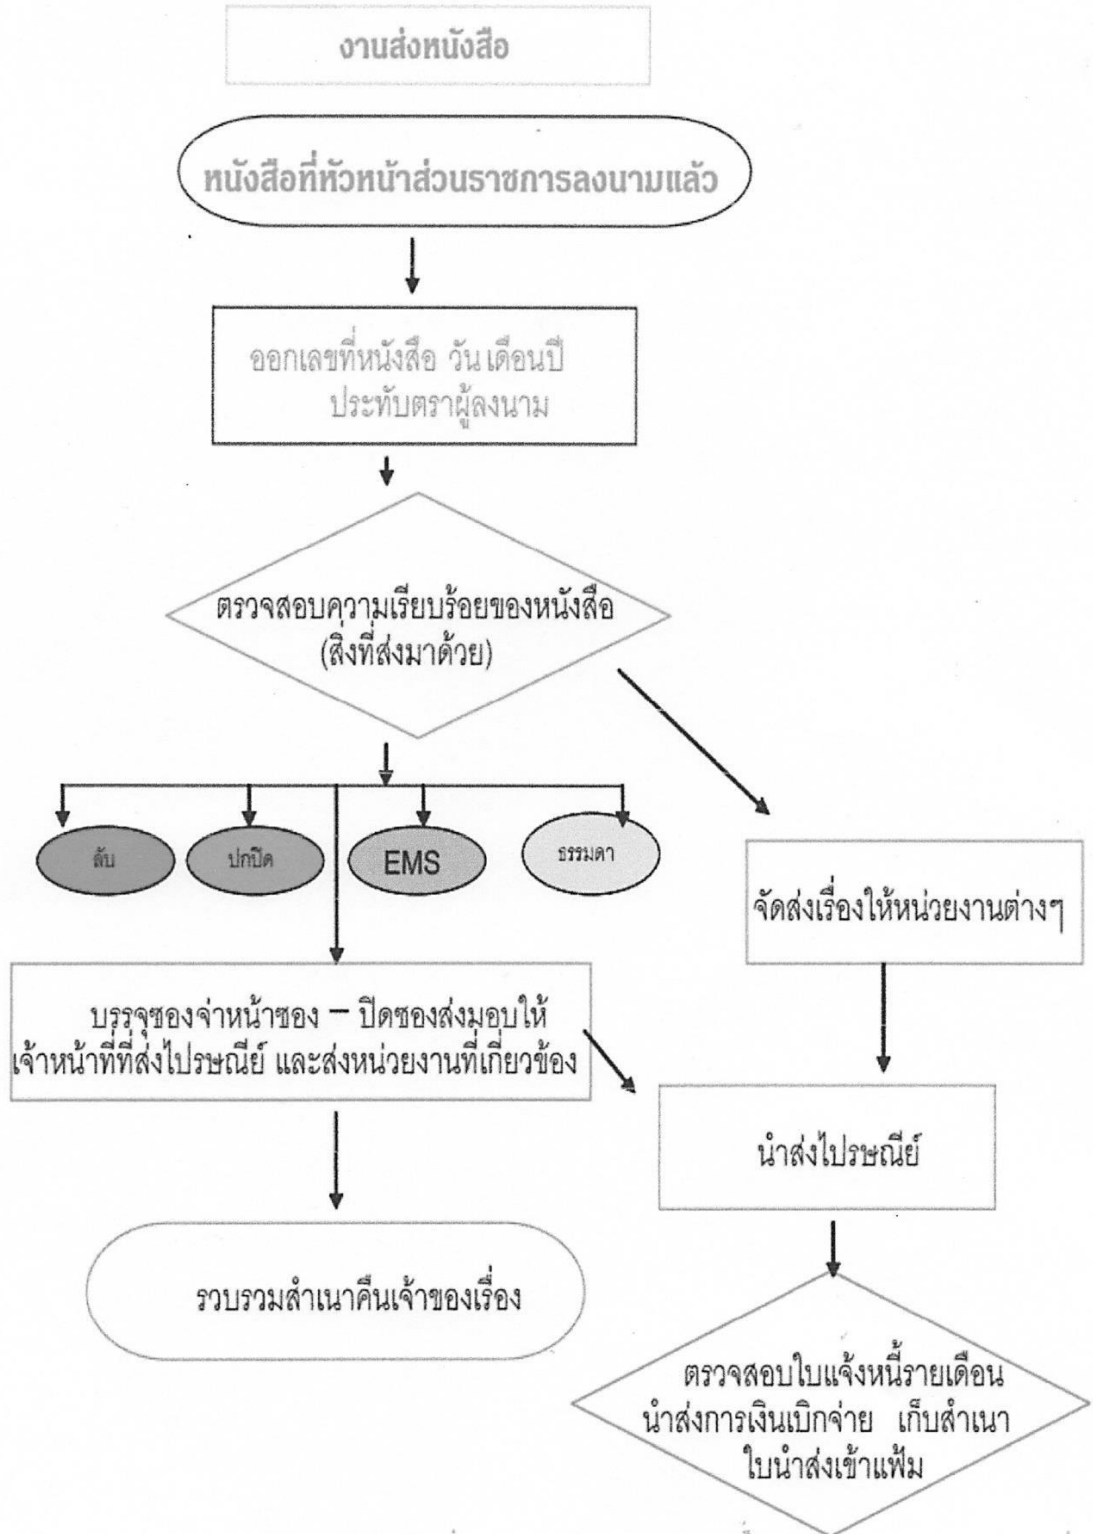 งานส่งหนังสือ
หนังสือที่หัวหน้าส่วนราชการลงนามแล้ว
ออกเลขที่หนังสือ วัน เดือนปี
ประทับตราผู้ลงนาม
ตรวจสอบความเรียบร้อยของหนังสือ
(สิ่งที่ส่งมาด้วย)
ลับ
ปกปิด
EMS
ธรรมดา
จัดส่งเรื่องให้หน่วยงานต่างๆ
บรรจุซองจ่าหน้าซอง – ปิดซองส่งมอบให้
เจ้าหน้าที่ที่ส่งไปรษณีย์ และส่งหน่วยงานที่เกี่ยวข้อง
นำส่งไปรษณีย์
รวบรวมสำเนาคืนเจ้าของเรื่อง
ตรวจสอบใบแจ้งหนี้รายเดือน
นำส่งการเงินเบิกจ่าย เก็บสำเนา
ใบนำส่งเข้าแฟ้ม